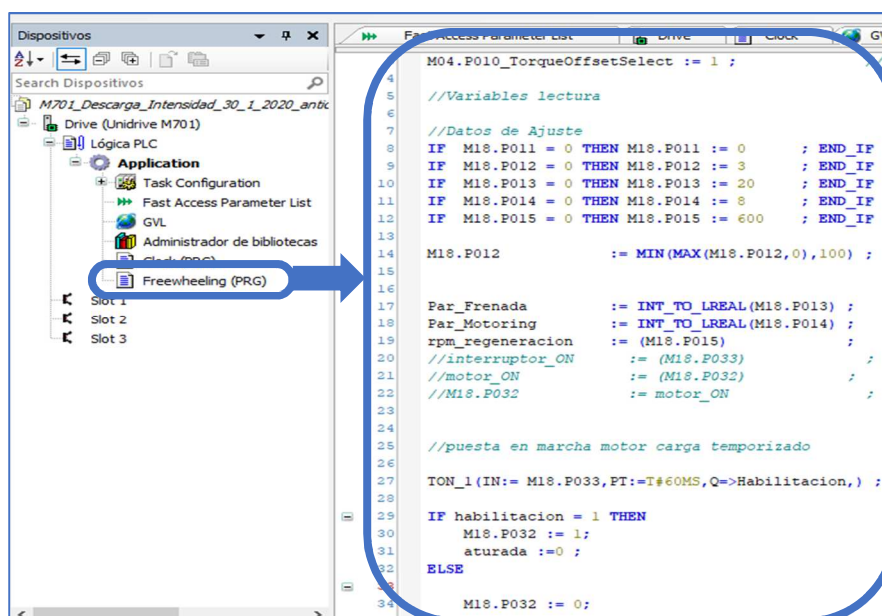 Dispositivos
Search Dispositivos
M701_Descarga_Intensidad_30_1_2020_antic
Drive (Unidrive M701)
Lógica PLC
Application
Task Configuration
Fast Access Parameter List
GVL
Administrador de bibliotecas
Clock (PRG)
Freewheeling (PRG)
Slot 1
Slot 2
Slot 3
Fast Access Parameter List Drive Clock GV
M04.P010_TorqueOffsetSelect := 1 ; //
4
5 //Variables lectura
6
7 //Datos de Ajuste
8 IF M18.P011 = 0 THEN M18.P011 := 0 ; END_IF
9 IF M18.P012 = 0 THEN M18.P012 := 3 ; END_IF
10 IF M18.P013 = 0 THEN M18.P013 := 20 ; END_IF
11 IF M18.P014 = 0 THEN M18.P014 := 8 ; END_IF
12 IF M18.P015 = 0 THEN M18.P015 := 600 ; END_IF
13
14 M18.P012 := MIN(MAX(M18.P012,0),100) ;
15
16
17 Par_Frenada := INT_TO_LREAL(M18.P013) ;
18 Par_Motoring := INT_TO_LREAL(M18.P014) ;
19 rpm_regeneracion := (M18.P015) ;
20 //interruptor_ON := (M18.P033) ;
21 //motor_ON := (M18.P032) ;
22 //M18.P032 := motor_ON ;
23
24
25 //puesta en marcha motor carga temporizado
26
27 TON_1(IN:= M18.P033,PT:=T#60MS,Q=>Habilitacion,) ;
28
29 IF habilitacion = 1 THEN
30 M18.P032 := 1;
31 aturada :=0 ;
32 ELSE
33
34 M18.P032 := 0;